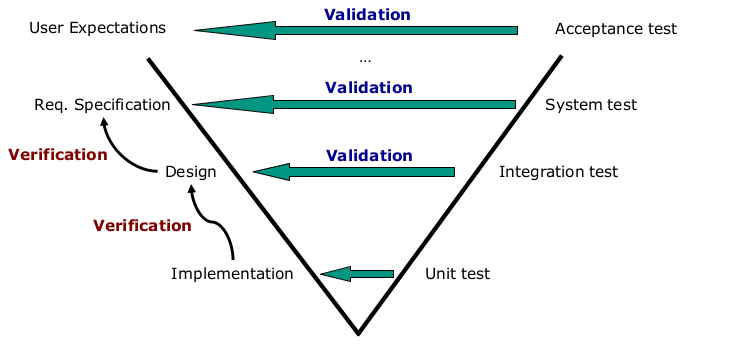 User Expectations
Validation
Acceptance test
...
Req. Specification
Validation
System test
Verification
Design
Validation
Integration test
Verification
Implementation
Unit test